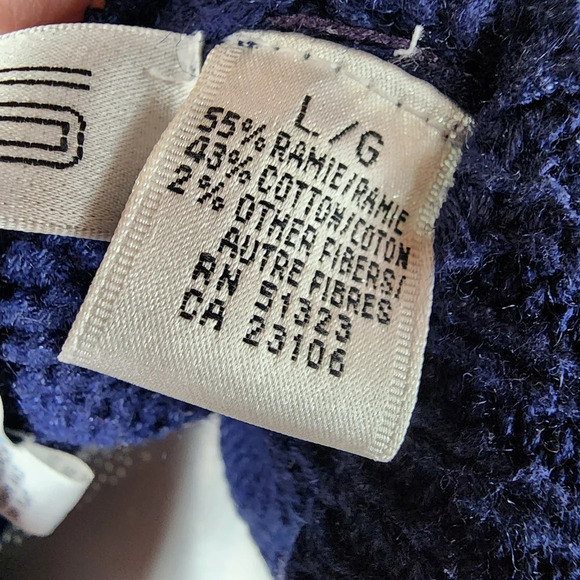 L/G
55% RAMIE/RAMIE
43% COTTON/COTON
2% OTHER FIBERS/
AUTRE FIBRES
RN 51323
CA 23106